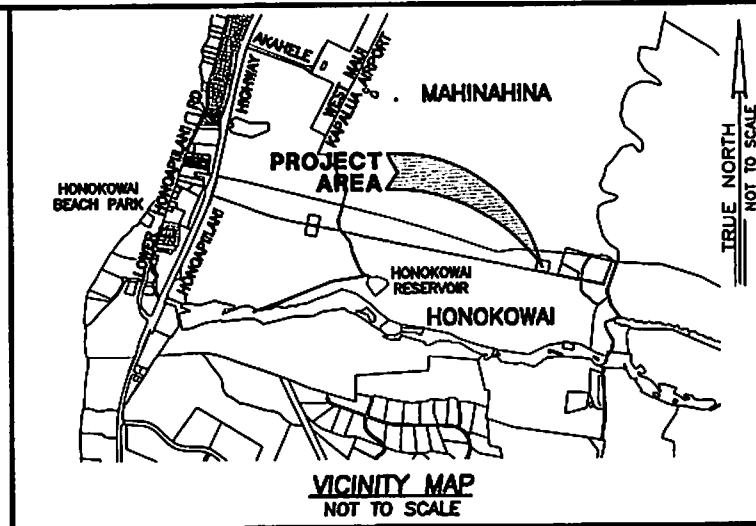 AKAHELE
WEST MAUI
KAPALUA AIRPORT
HIGHWAY
MAHINAHINA
LOWER HONOAPIILANI RD
PROJECT
AREA
HONOKOWAI
BEACH PARK
HONOAPIILANI
HONOKOWAI
RESERVOIR
HONOKOWAI
TRUE NORTH
NOT TO SCALE
VICINITY MAP
NOT TO SCALE